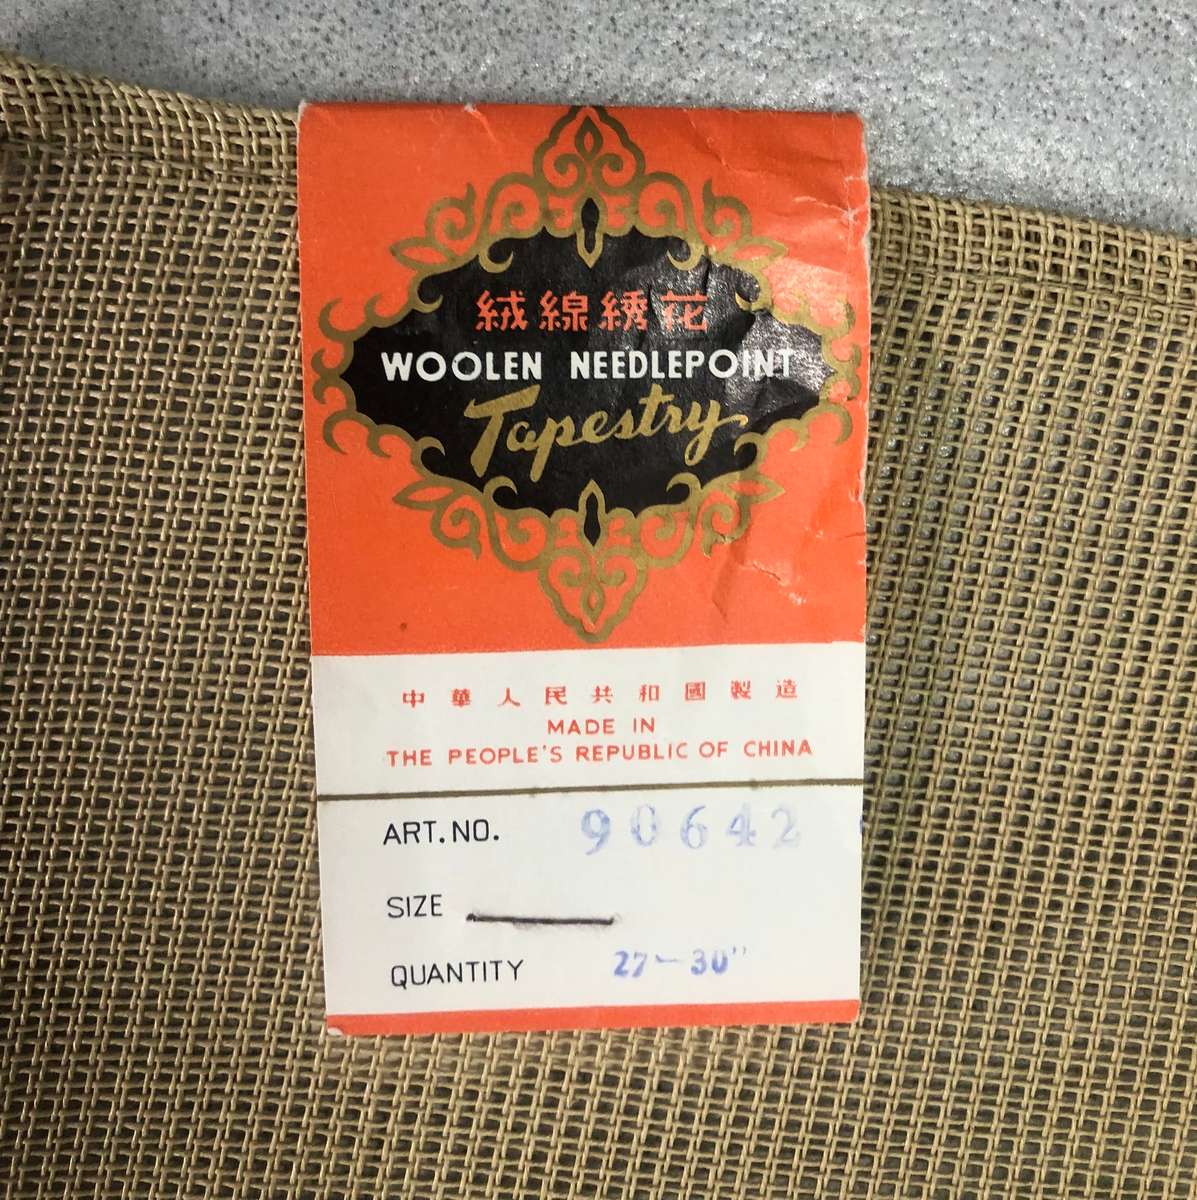 絨線綉花
WOOLEN NEEDLEPOINT
Tapestry
中華人民共和國製造
MADE IN
THE PEOPLE'S REPUBLIC OF CHINA
ART.NO. 90642
SIZE
QUANTITY 27-30"